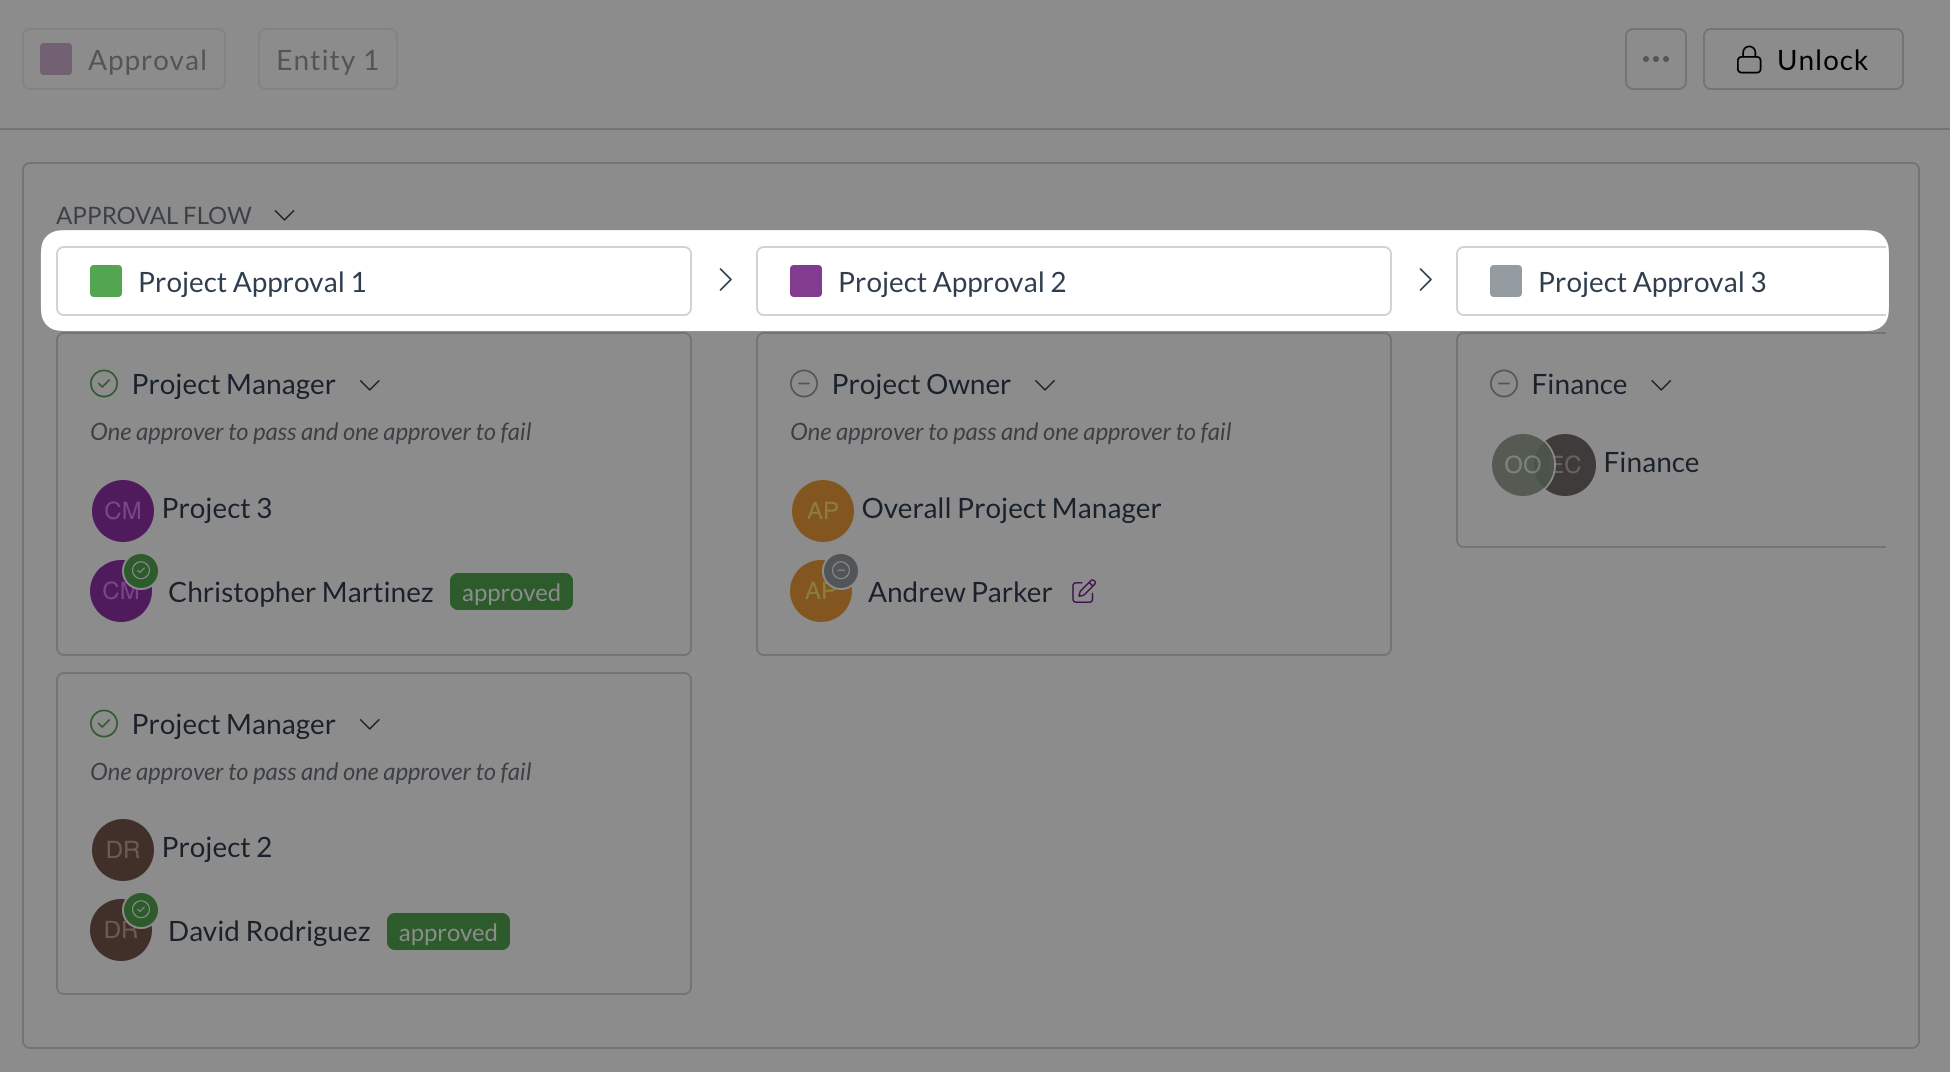 Approval
Entity 1
Unlock
APPROVAL FLOW
Project Approval 1
Project Approval 2
Project Approval 3
Project Manager
One approver to pass and one approver to fail
CM Project 3
CM Christopher Martinez approved
Project Manager
One approver to pass and one approver to fail
DR Project 2
DR David Rodriguez approved
Project Owner
One approver to pass and one approver to fail
AP Overall Project Manager
AP Andrew Parker
Finance
OO EC Finance